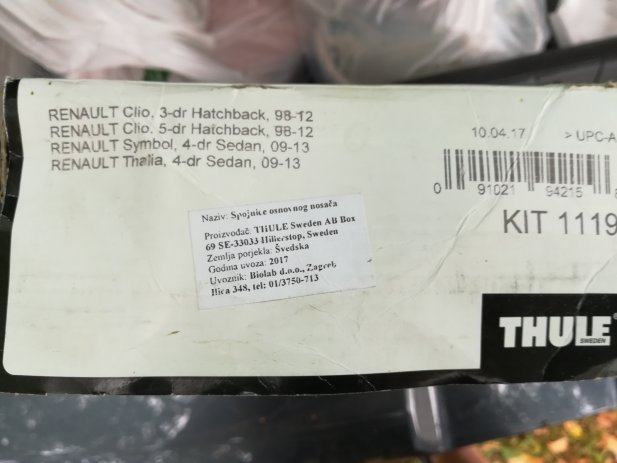 RENAULT Clio, 3-dr Hatchback, 98-12
RENAULT Clio, 5-dr Hatchback, 98-12
RENAULT Symbol, 4-dr Sedan, 09-13
RENAULT Thalia, 4-dr Sedan, 09-13
10.04.17 > UPC-A
0 91021 94215 8
KIT 1119
Naziv: Spojnice osnovnog nosača
Proizvođač: THULE Sweden AB Box
69 SE-33033 Hillerstop, Sweden
Zemlja porjekla: Švedska
Godina uvoza: 2017
Uvoznik: Biolab d.o.o., Zagreb,
Ilica 348, tel: 01/3750-713
THULE
SWEDEN